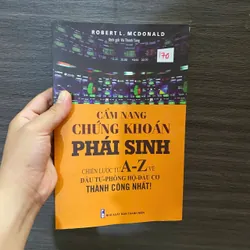 ROBERT L. MCDONALD
CẨM NANG
CHỨNG KHOÁN
PHÁI SINH
CHIẾN LƯỢC TỪ A-Z VỀ
ĐẦU TƯ-PHÒNG HỘ-ĐẦU CƠ
THÀNH CÔNG NHẤT!